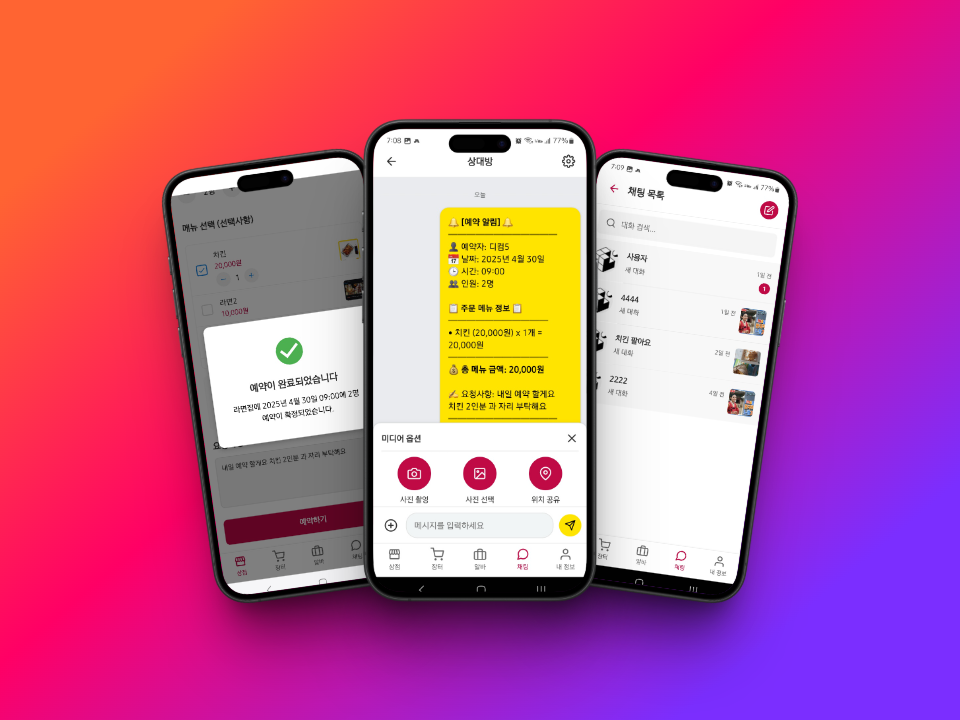 메뉴 선택 (선택사항)
치킨
20,000원
1
라면2
10,000원
예약이 완료되었습니다
라면집에 2025년 4월 30일 09:00에 2명
예약이 확정되었습니다.
내일 예약 할게요 치킨 2인분 과 자리 부탁해요
예약하기
상점
장터
알바
채팅
7:08
77%
상대방
오늘
[예약 알림]
예약자: 디컴5
날짜: 2025년 4월 30일
시간: 09:00
인원: 2명
주문 메뉴 정보
• 치킨 (20,000원) x 1개 =
20,000원
총 메뉴 금액: 20,000원
요청사항: 내일 예약 할게요
치킨 2인분 과 자리 부탁해요
미디어 옵션
사진 촬영
사진 선택
위치 공유
메시지를 입력하세요
상점
장터
알바
채팅
내 정보
7:09
77%
채팅 목록
대화 검색...
사용자
새 대화
1일 전
1
4444
새 대화
1일 전
치킨 팔아요
새 대화
2일 전
2222
새 대화
4일 전
장터
알바
채팅
내 정보